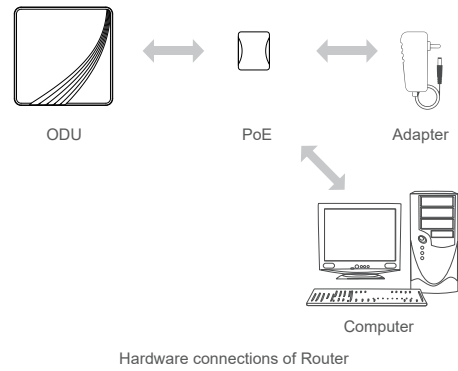 ODU
PoE
Adapter
Computer
Hardware connections of Router